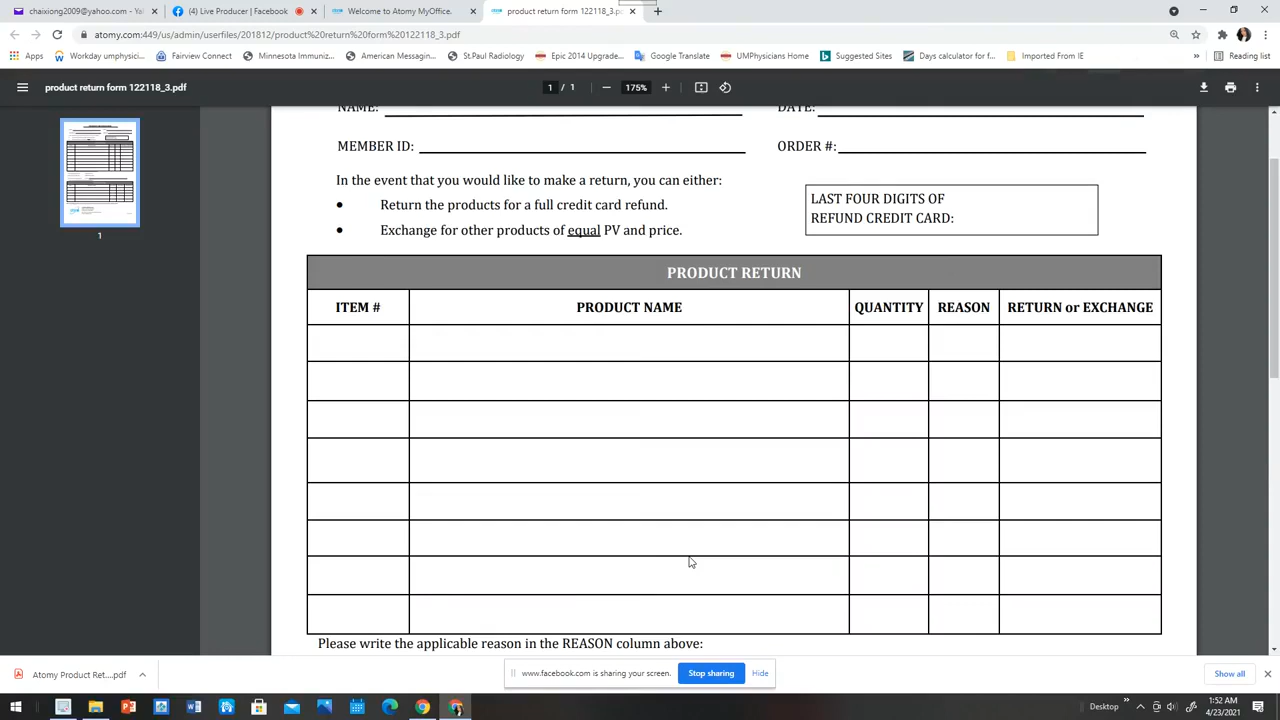 chaixiong2009@yahoo.com - Ya
(4) Live Producer | Facebook
Welcome to Atomy MyOffice.
product return form 122118_3.p
atomy.com:449/us/admin/userfiles/201812/product%20return%20form%20122118_3.pdf
Apps
Workday umphysici...
Fairview Connect
Minnesota Immuniz...
American Messagin...
St.Paul Radiology
Epic 2014 Upgrade...
Google Translate
UMPhysicians Home
Suggested Sites
Days calculator for f...
Imported From IE
»
Reading list
product return form 122118_3.pdf
1 / 1
175%
NAME:
DATE:
MEMBER ID:
ORDER #:
In the event that you would like to make a return, you can either:
• Return the products for a full credit card refund.
• Exchange for other products of equal PV and price.
LAST FOUR DIGITS OF
REFUND CREDIT CARD:
PRODUCT RETURN
ITEM # PRODUCT NAME QUANTITY REASON RETURN or EXCHANGE
Please write the applicable reason in the REASON column above:
1
Atomy Product Ret....pdf
www.facebook.com is sharing your screen.
Stop sharing
Hide
Show all
Desktop
»
1:52 AM
4/23/2021